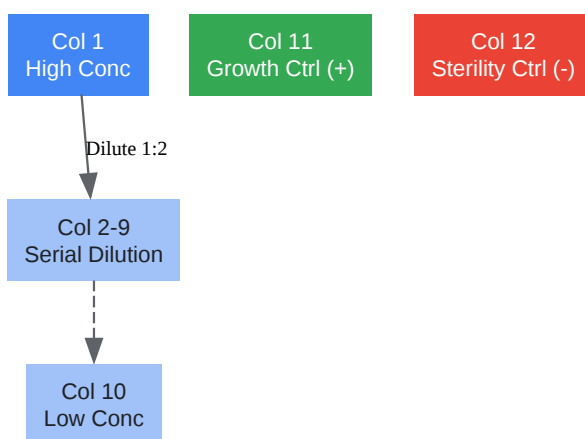 Col 1
High Conc
Col 11
Growth Ctrl (+)
Col 12
Sterility Ctrl (-)
Dilute 1:2
Col 2-9
Serial Dilution
Col 10
Low Conc